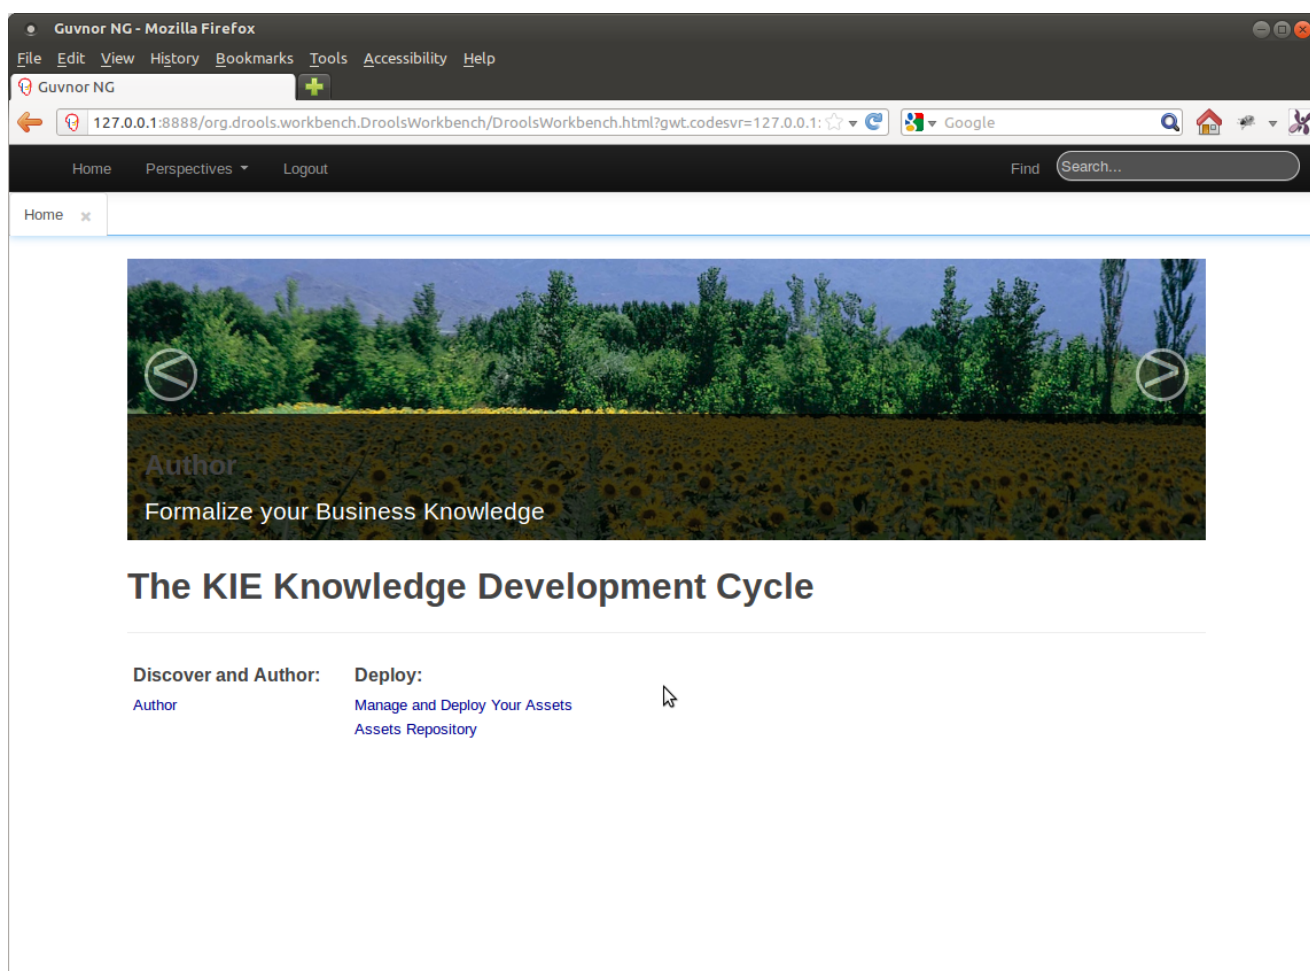 Guvnor NG - Mozilla Firefox
File Edit View History Bookmarks Tools Accessibility Help
Guvnor NG
127.0.0.1:8888/org.drools.workbench.DroolsWorkbench/DroolsWorkbench.html?gwt.codesvr=127.0.0.1: Google
Home Perspectives Logout Find Search...
Home
Author
Formalize your Business Knowledge
The KIE Knowledge Development Cycle
Discover and Author: Deploy:
Author Manage and Deploy Your Assets
Assets Repository